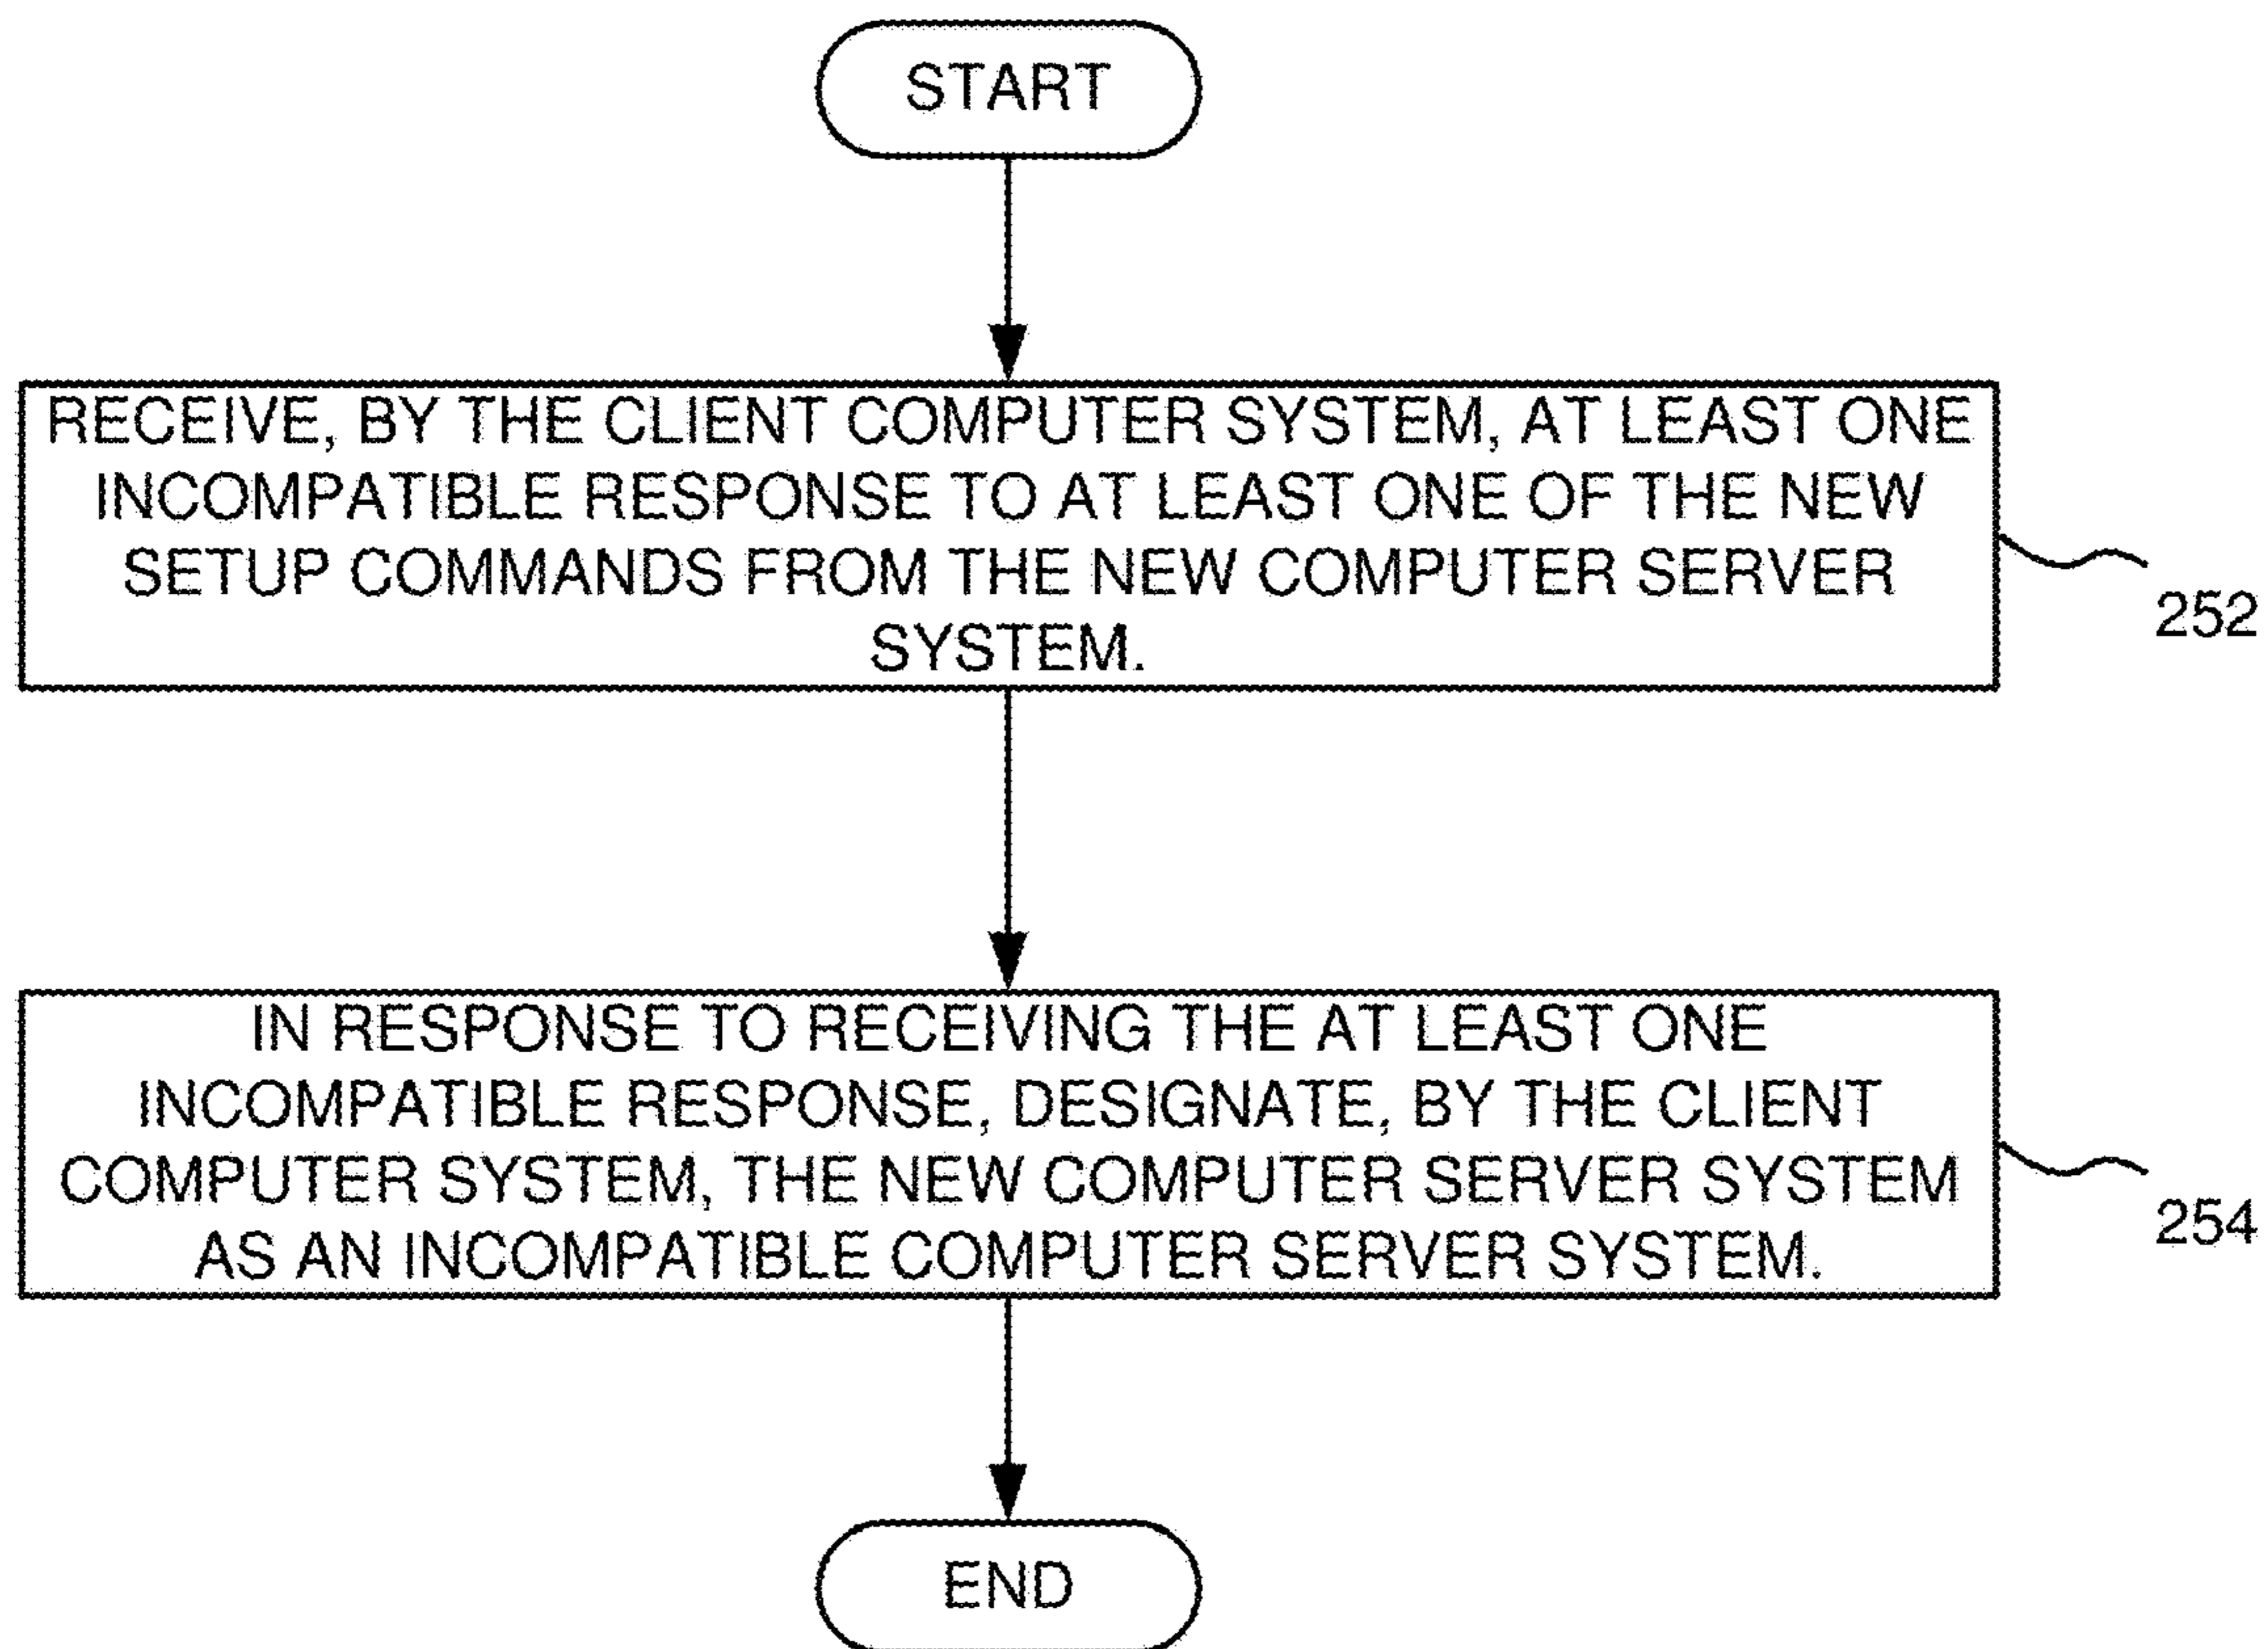 START
RECEIVE, BY THE CLIENT COMPUTER SYSTEM, AT LEAST ONE
INCOMPATIBLE RESPONSE TO AT LEAST ONE OF THE NEW
SETUP COMMANDS FROM THE NEW COMPUTER SERVER
SYSTEM.
252
IN RESPONSE TO RECEIVING THE AT LEAST ONE
INCOMPATIBLE RESPONSE, DESIGNATE, BY THE CLIENT
COMPUTER SYSTEM, THE NEW COMPUTER SERVER SYSTEM
AS AN INCOMPATIBLE COMPUTER SERVER SYSTEM.
254
END